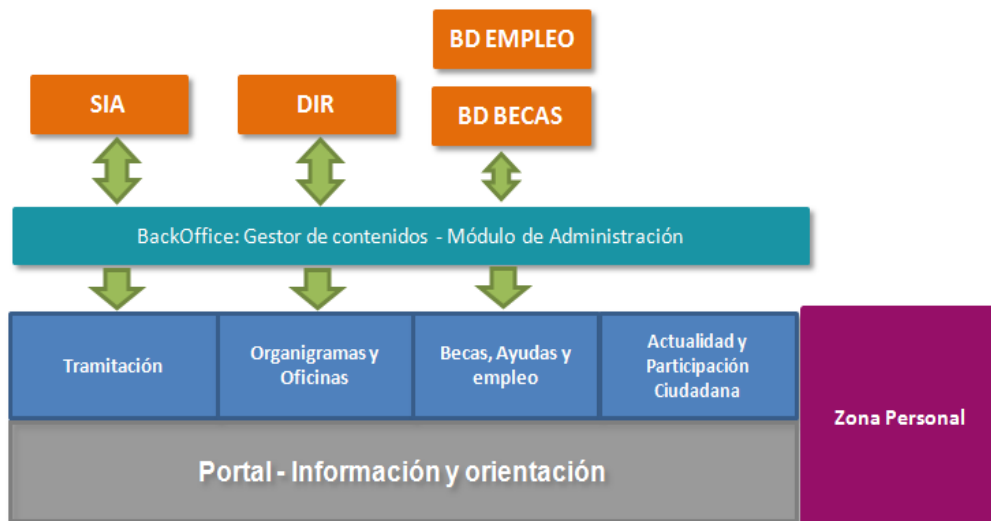 BD EMPLEO
SIA
DIR
BD BECAS
BackOffice: Gestor de contenidos - Módulo de Administración
Tramitación
Organigramas y
Oficinas
Becas, Ayudas y
empleo
Actualidad y
Participación
Ciudadana
Zona Personal
Portal - Información y orientación